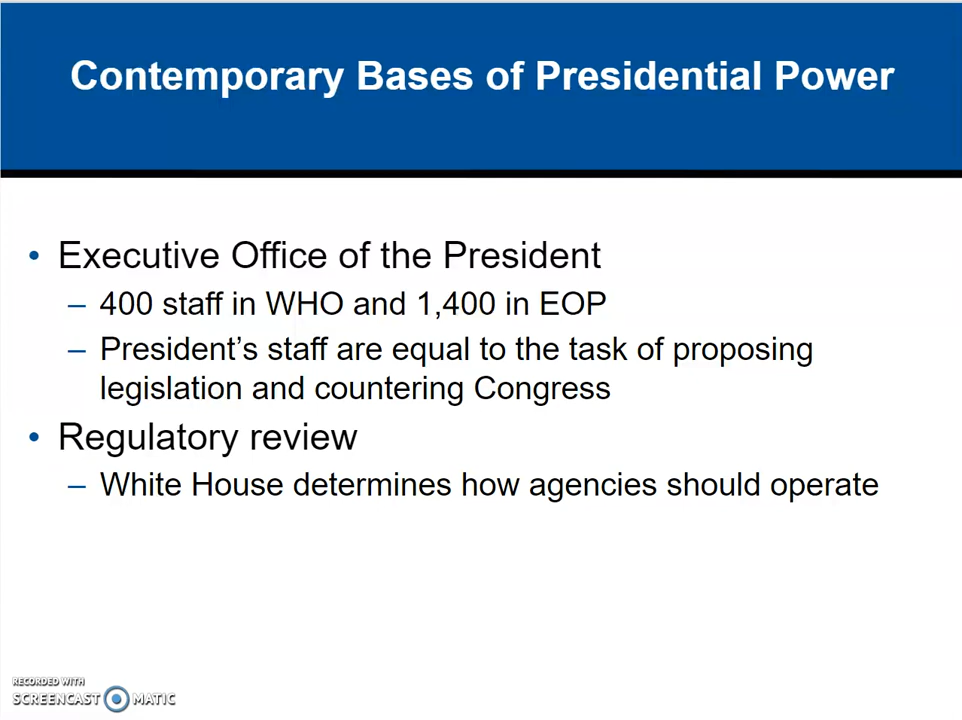 Contemporary Bases of Presidential Power
• Executive Office of the President
– 400 staff in WHO and 1,400 in EOP
– President’s staff are equal to the task of proposing
legislation and countering Congress
• Regulatory review
– White House determines how agencies should operate
RECORDED WITH
SCREENCAST MATIC